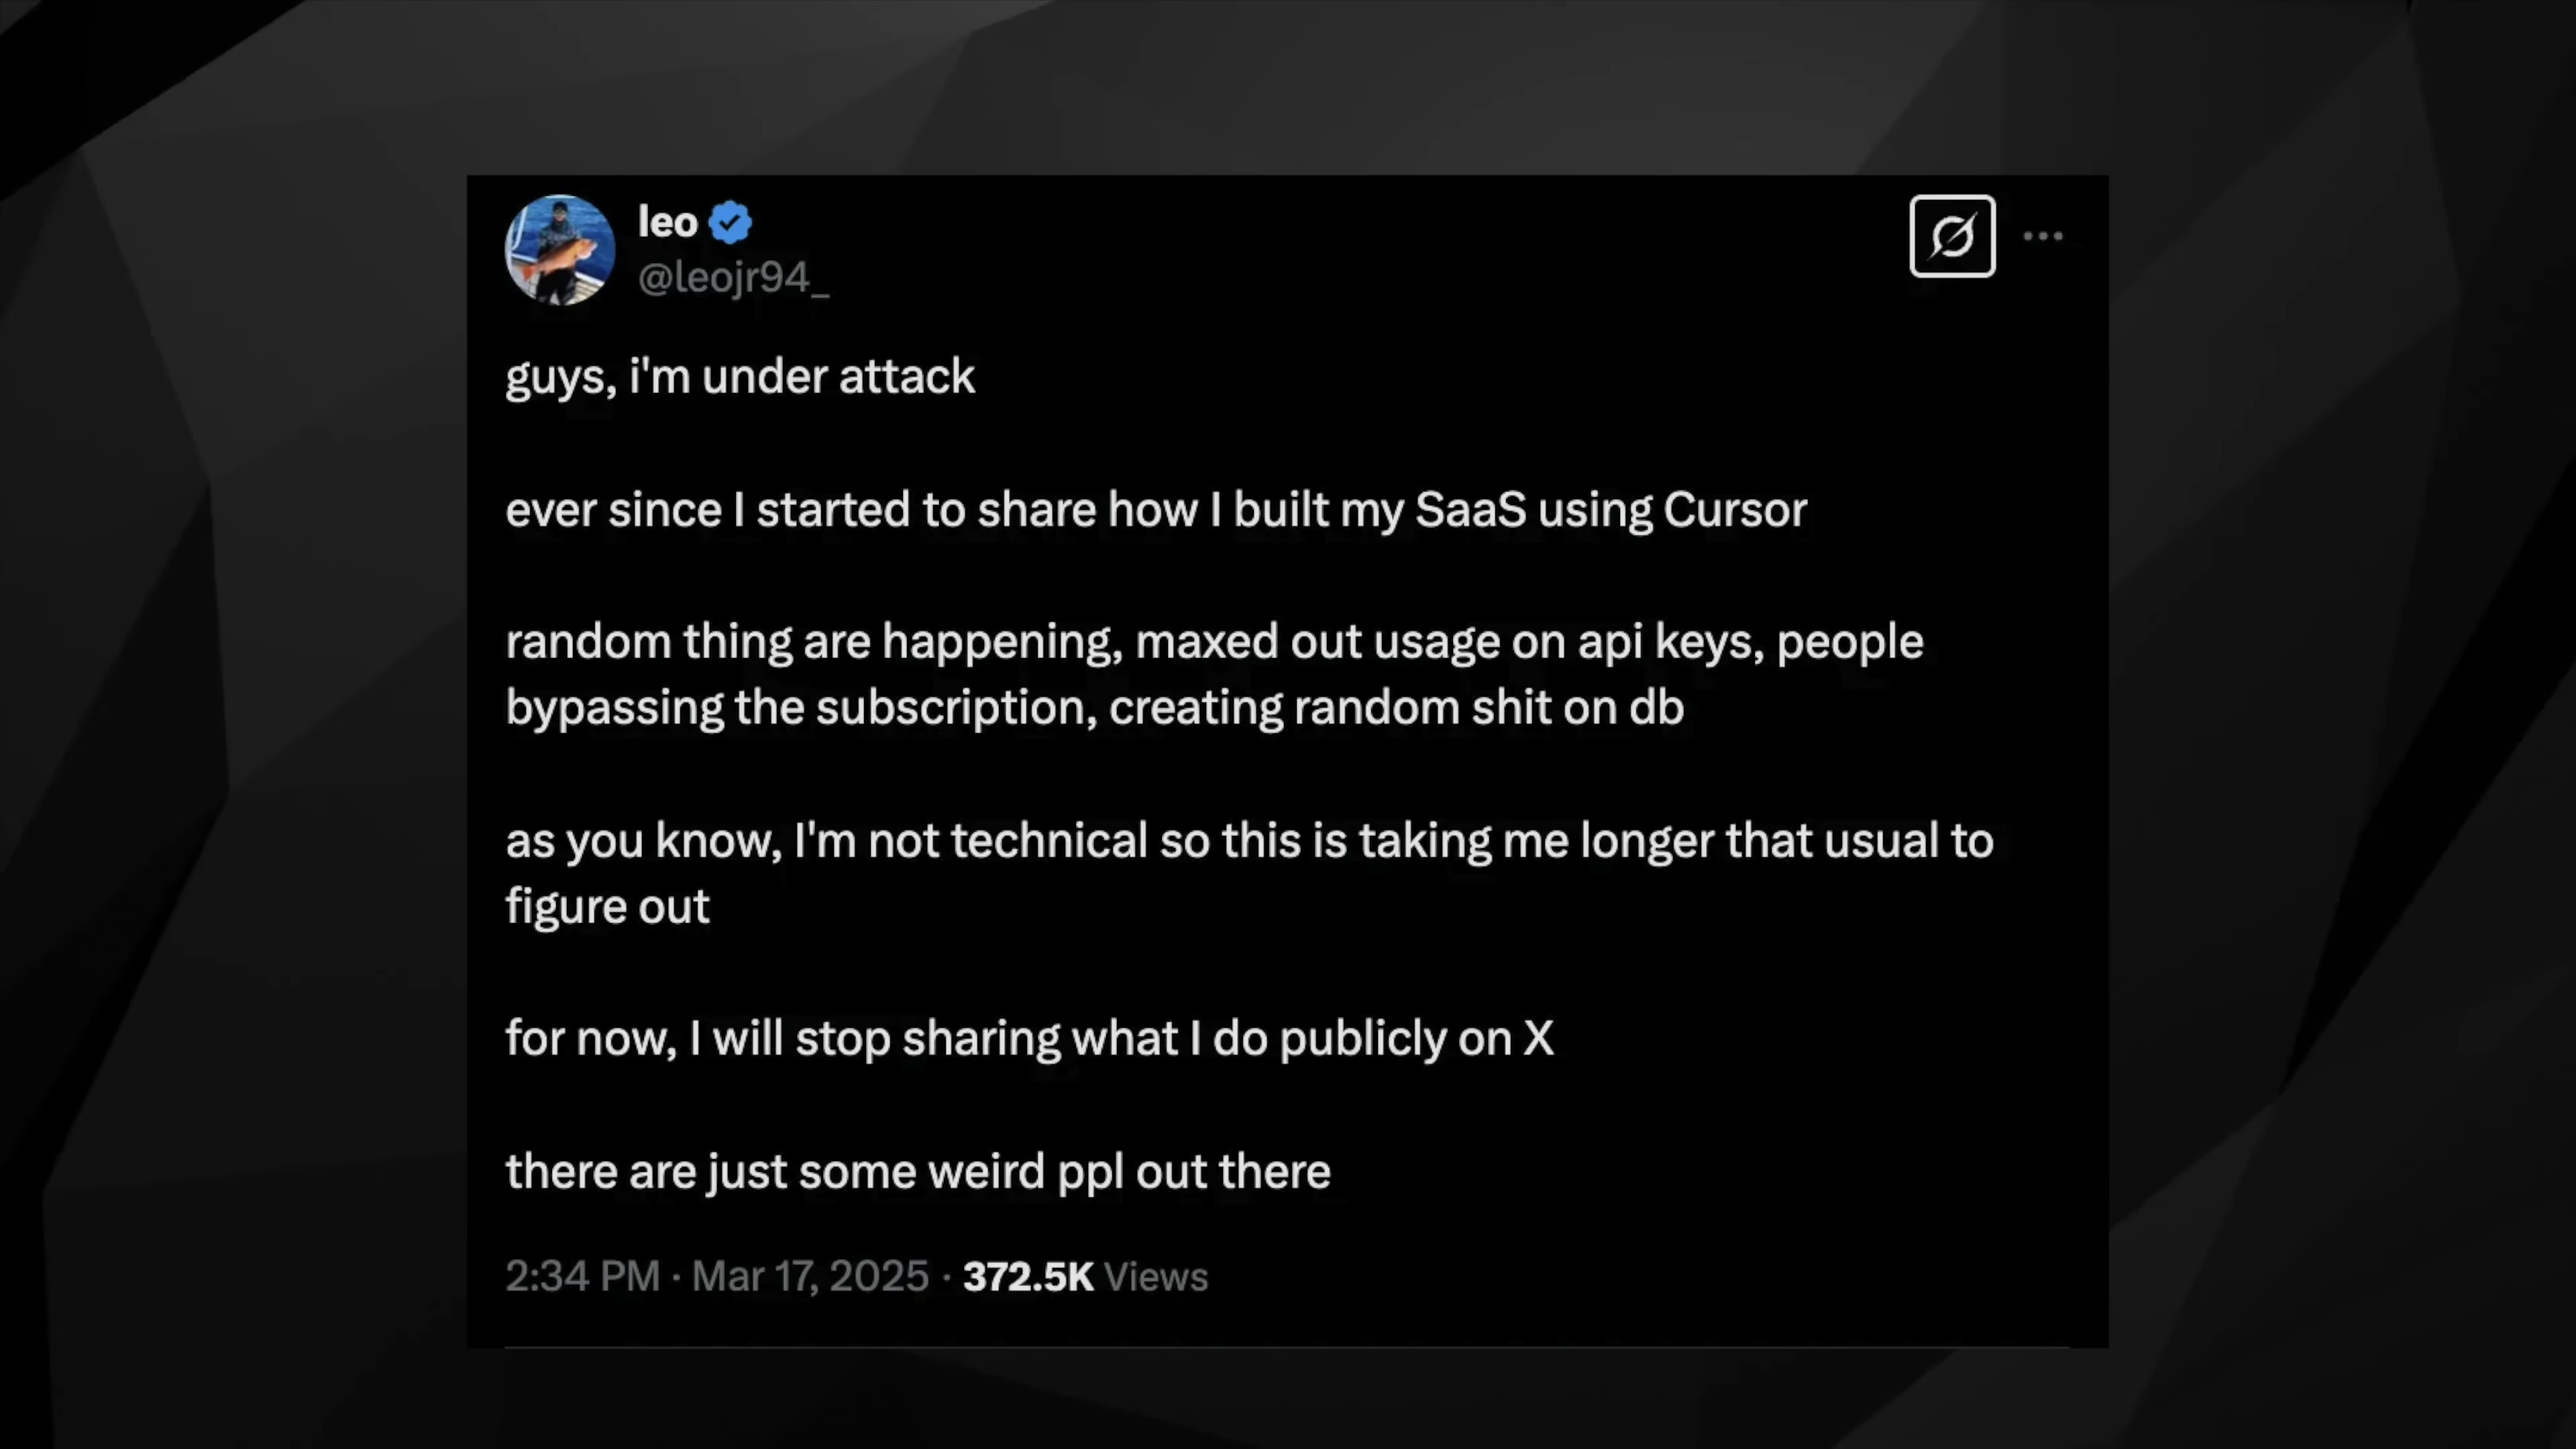 leo
@leojr94_
guys, i'm under attack
ever since I started to share how I built my SaaS using Cursor
random thing are happening, maxed out usage on api keys, people
bypassing the subscription, creating random shit on db
as you know, I'm not technical so this is taking me longer that usual to
figure out
for now, I will stop sharing what I do publicly on X
there are just some weird ppl out there
2:34 PM · Mar 17, 2025 · 372.5K Views